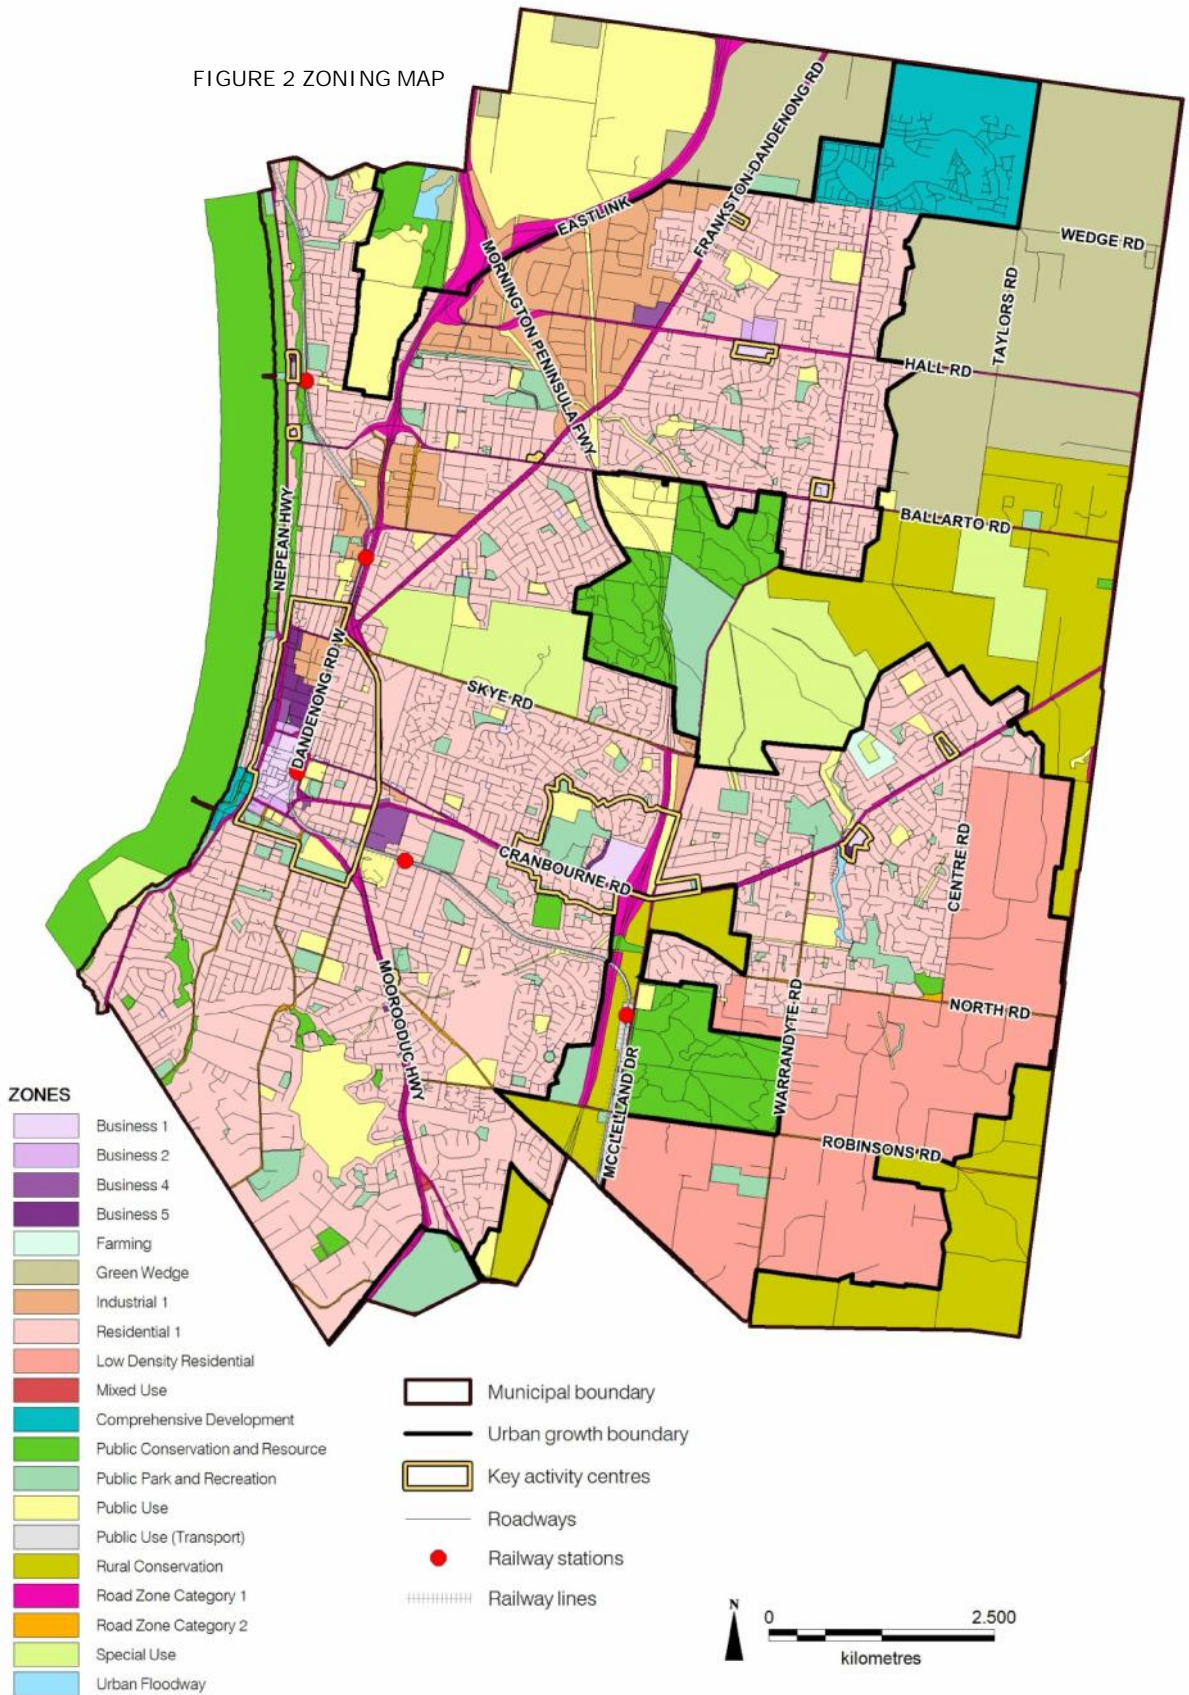 FIGURE 2 ZONING MAP
FRANKSTON-DANDENONG RD
EASTLINK
WEDGE RD
MORNINGTON PENINSULA FWY
TAYLORS RD
HALL RD
NEPEAN HWY
BALLARTO RD
DANDENONG RD W
SKYE RD
CRANBOURNE RD
CENTRE RD
MOOROODUC HWY
WARRANDYTE RD
NORTH RD
MCCLELLAND DR
ROBINSONS RD
ZONES
Business 1
Business 2
Business 4
Business 5
Farming
Green Wedge
Industrial 1
Residential 1
Low Density Residential
Mixed Use
Comprehensive Development
Public Conservation and Resource
Public Park and Recreation
Public Use
Public Use (Transport)
Rural Conservation
Road Zone Category 1
Road Zone Category 2
Special Use
Urban Floodway
Municipal boundary
Urban growth boundary
Key activity centres
Roadways
Railway stations
Railway lines
N
0 2.500
kilometres